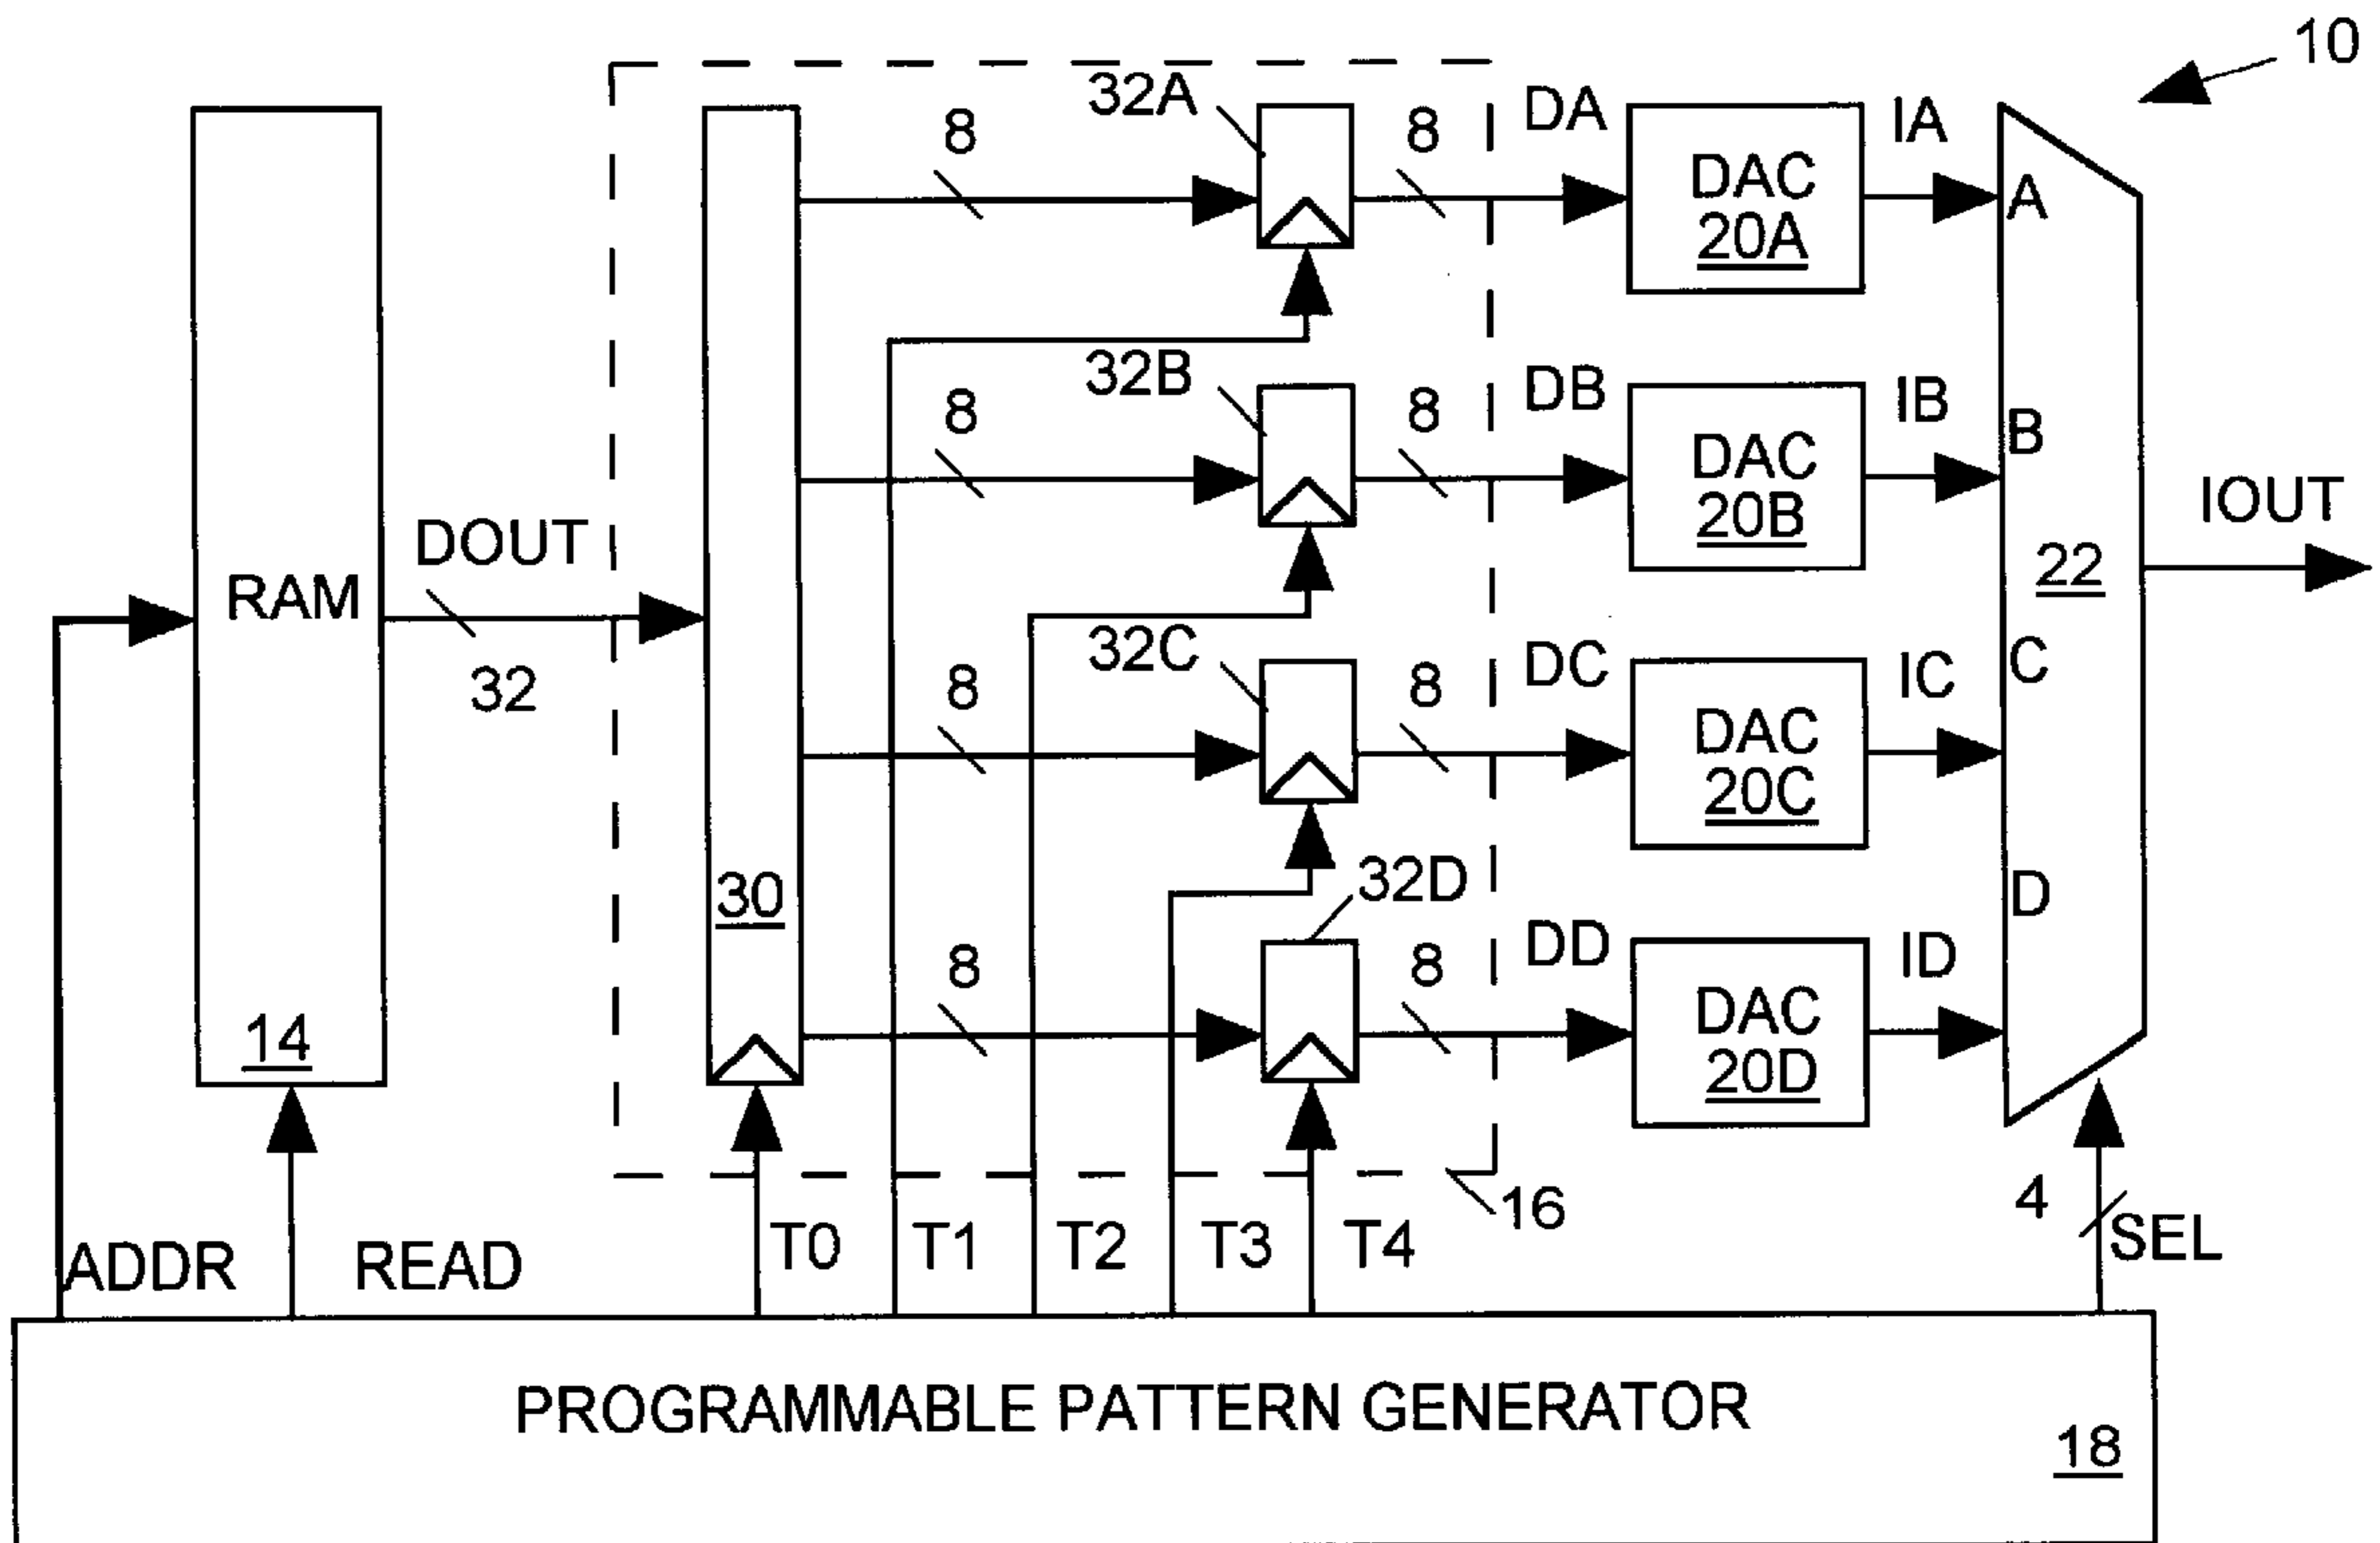 10
32A
8
8
DA
IA
DAC
20A
A
32B
8
8
DB
IB
DAC
20B
B
IOUT
22
DOUT
RAM
32
32C
8
8
DC
IC
DAC
20C
C
30
32D
8
8
DD
ID
DAC
20D
D
14
16
4
SEL
ADDR
READ
T0
T1
T2
T3
T4
PROGRAMMABLE PATTERN GENERATOR
18